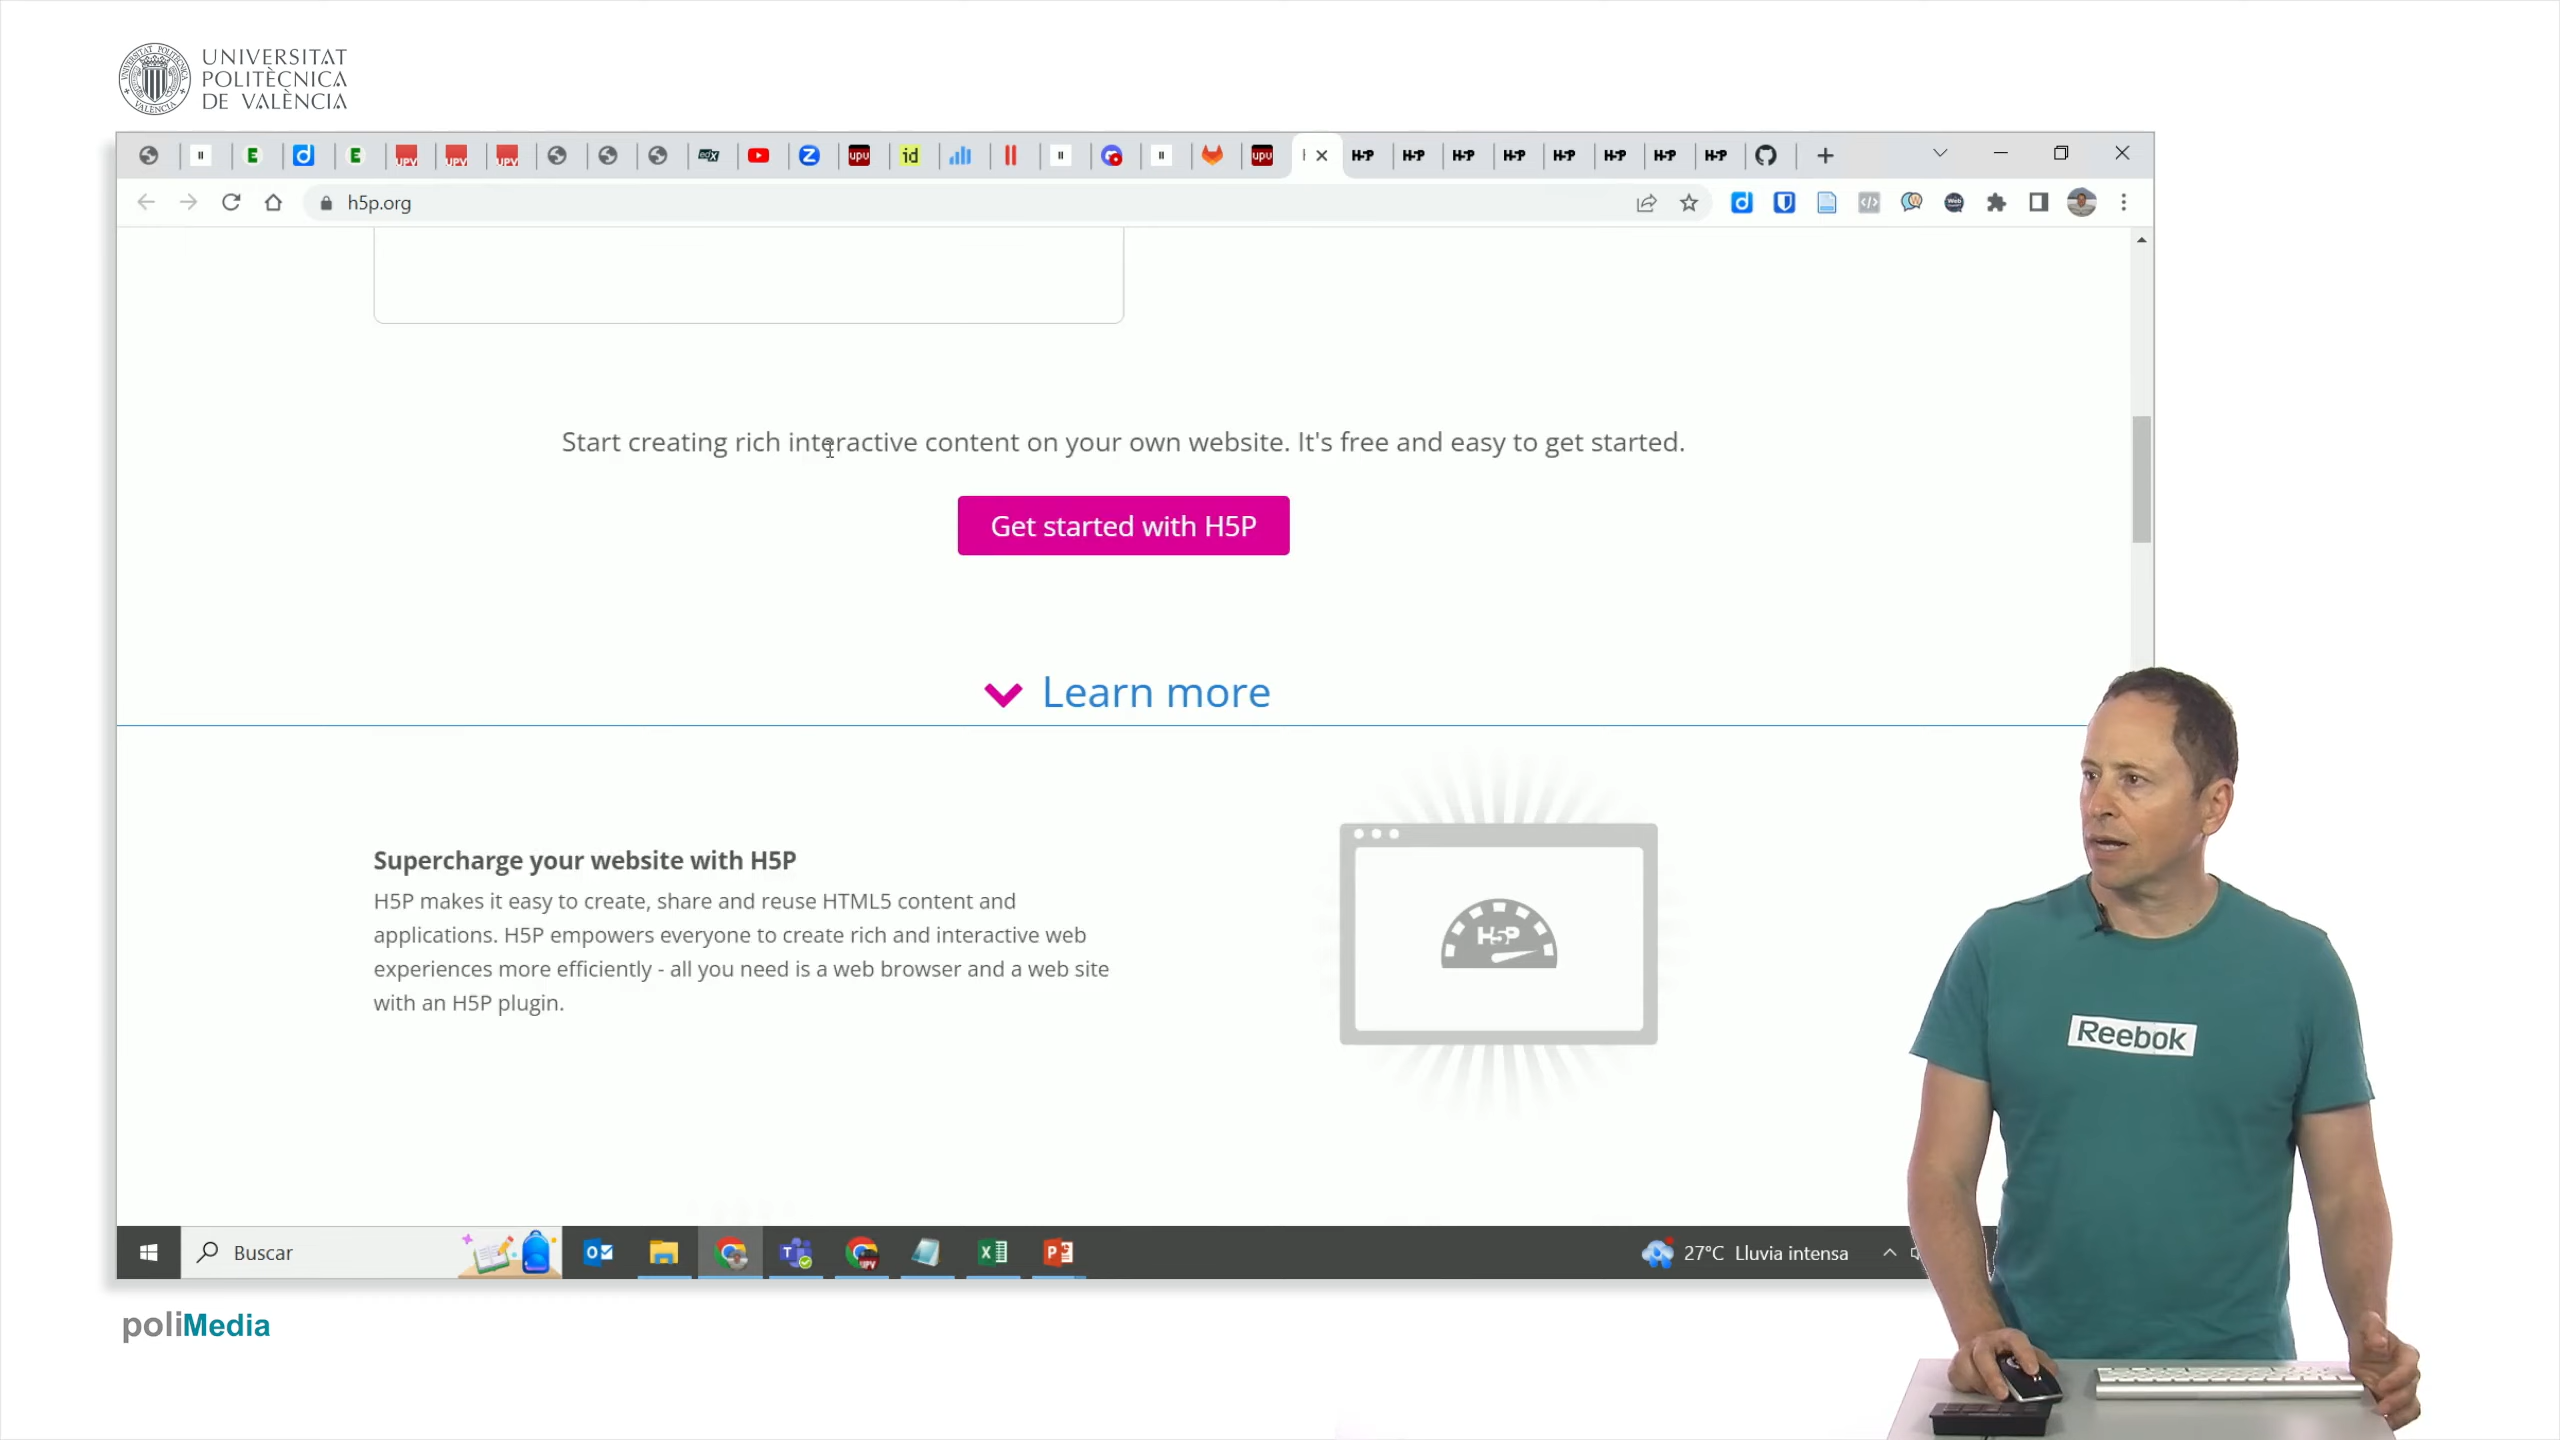 UNIVERSITAT
POLITÈCNICA
DE VALÈNCIA
h5p.org
Start creating rich interactive content on your own website. It's free and easy to get started.
Get started with H5P
Learn more
Supercharge your website with H5P
H5P makes it easy to create, share and reuse HTML5 content and
applications. H5P empowers everyone to create rich and interactive web
experiences more efficiently - all you need is a web browser and a web site
with an H5P plugin.
H5P
Reebok
Buscar
27°C Lluvia intensa
poliMedia